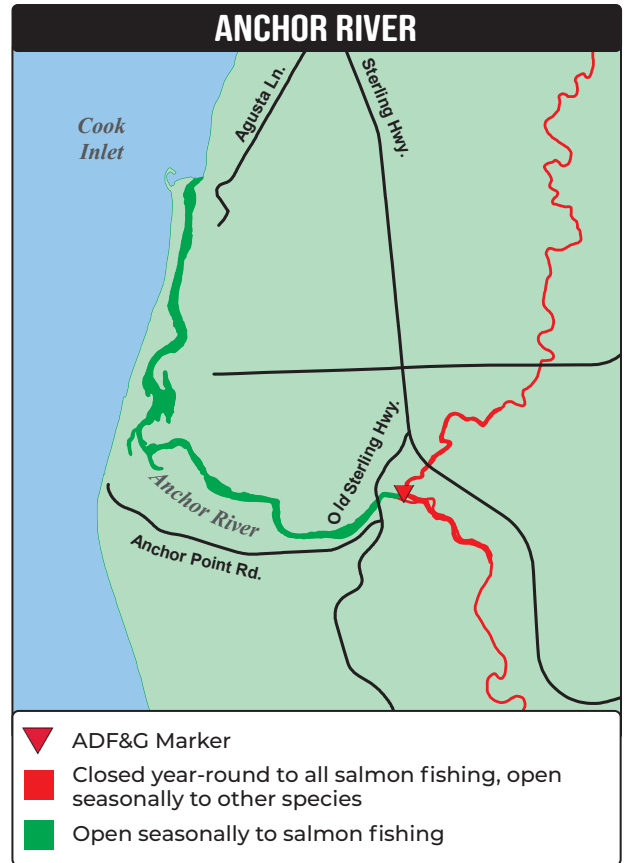 ANCHOR RIVER
Cook
Inlet
Agusta Ln.
Sterling Hwy.
Old Sterling Hwy.
Anchor River
Anchor Point Rd.
ADF&G Marker
Closed year-round to all salmon fishing, open
seasonally to other species
Open seasonally to salmon fishing